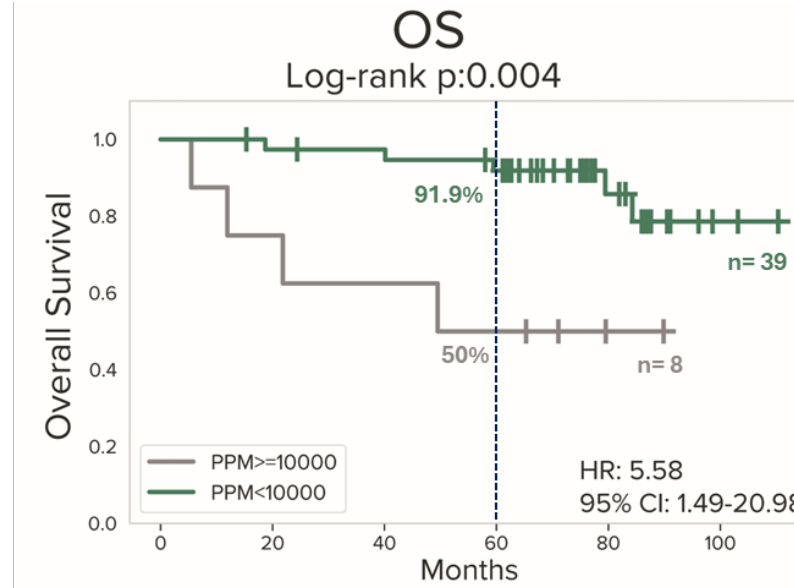 OS
Log-rank p:0.004
Overall Survival
1.0
0.8
0.6
0.4
0.2
0.0
91.9%
n= 39
50%
n= 8
PPM>=10000
PPM<10000
HR: 5.58
95% CI: 1.49-20.98
0 20 40 60 80 100
Months